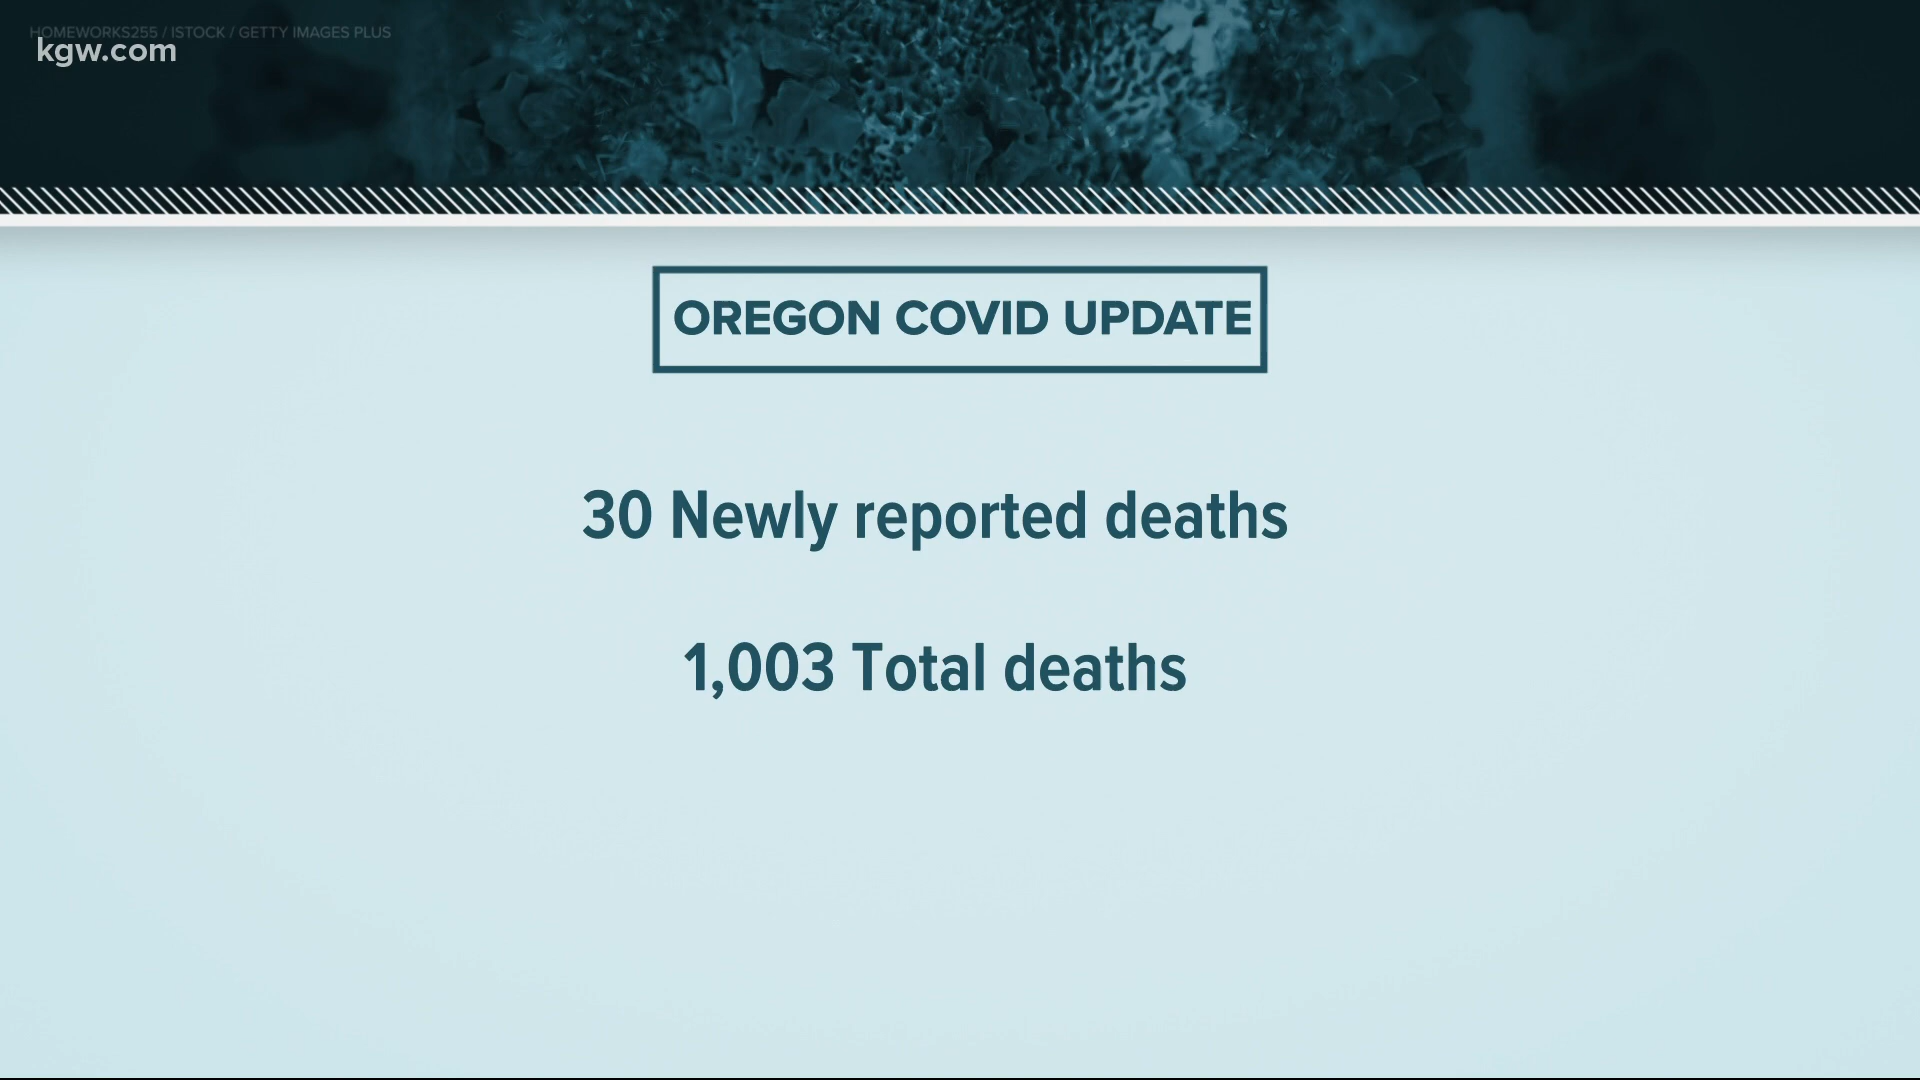 HOMEWORKS255 / ISTOCK / GETTY IMAGES PLUS
kgw.com
OREGON COVID UPDATE
30 Newly reported deaths
1,003 Total deaths